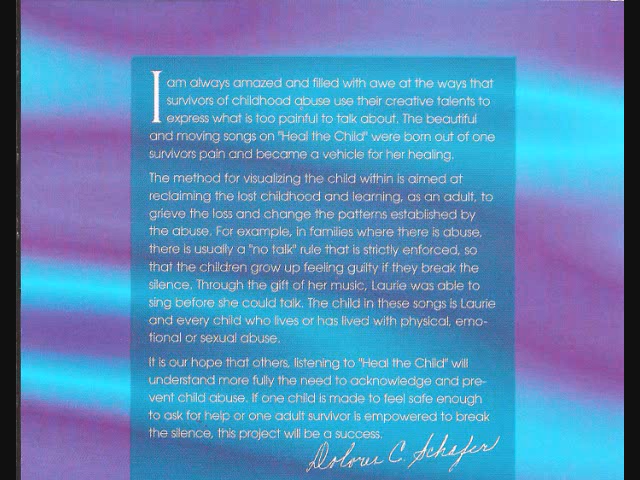 I am always amazed and filled with awe at the ways that
survivors of childhood abuse use their creative talents to
express what is too painful to talk about. The beautiful
and moving songs on "Heal the Child" were born out of one
survivors pain and became a vehicle for her healing.
The method for visualizing the child within is aimed at
reclaiming the lost childhood and learning, as an adult, to
grieve the loss and change the patterns established by
the abuse. For example, in families where there is abuse,
there is usually a "no talk" rule that is strictly enforced, so
that the children grow up feeling guilty if they break the
silence. Through the gift of her music, Laurie was able to
sing before she could talk. The child in these songs is Laurie
and every child who lives or has lived with physical, emo-
tional or sexual abuse.
It is our hope that others, listening to "Heal the Child" will
understand more fully the need to acknowledge and pre-
vent child abuse. If one child is made to feel safe enough
to ask for help or one adult survivor is empowered to break
the silence, this project will be a success.
Dolores C. Schafer